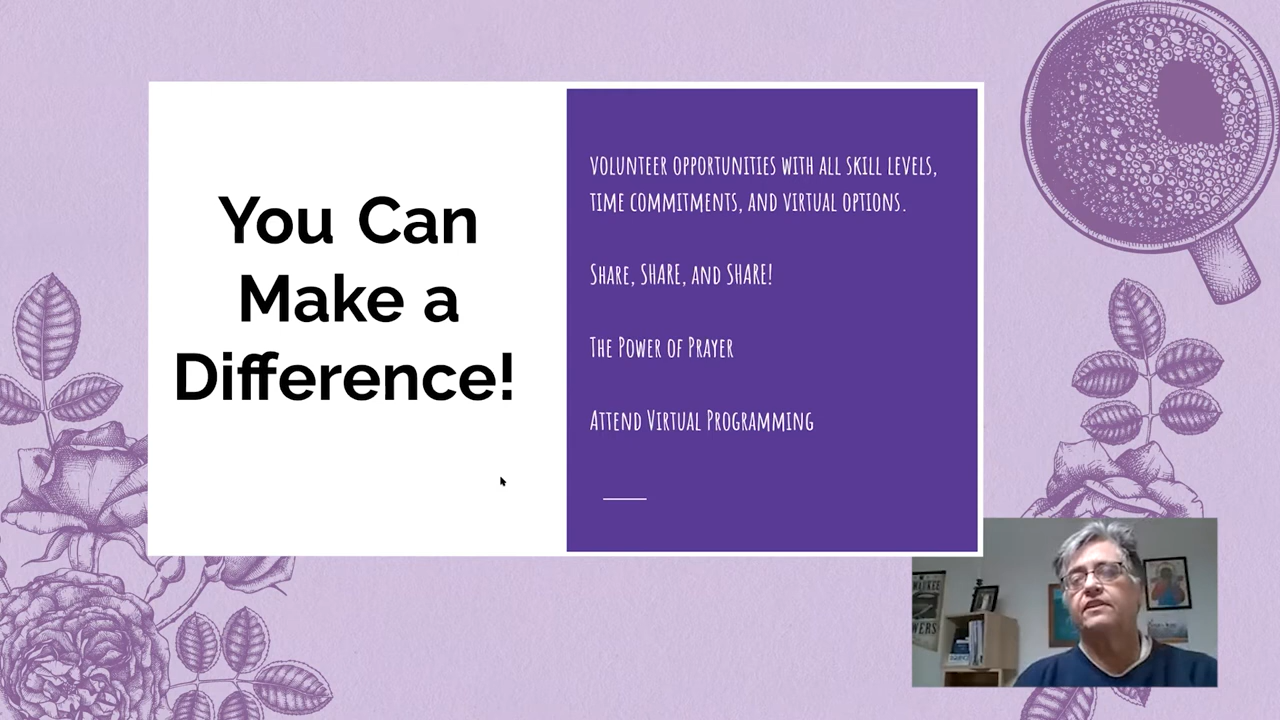 You Can
Make a
Difference!
VOLUNTEER OPPORTUNITIES WITH ALL SKILL LEVELS,
TIME COMMITMENTS, AND VIRTUAL OPTIONS.
SHARE, SHARE, AND SHARE!
THE POWER OF PRAYER
ATTEND VIRTUAL PROGRAMMING